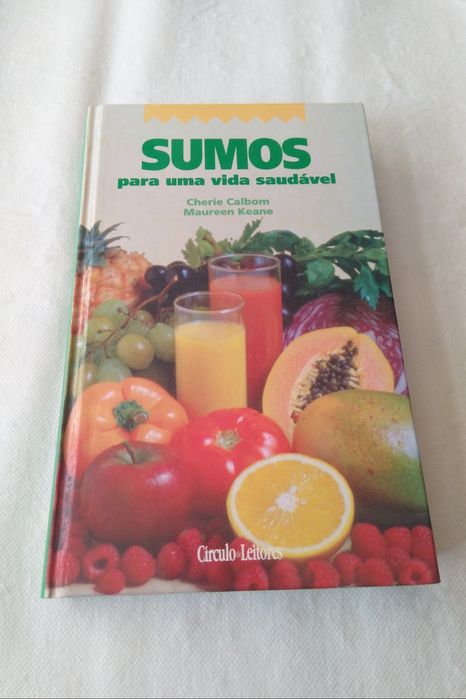 SUMOS
para uma vida saudável
Cherie Calbom
Maureen Keane
Círculo de Leitores